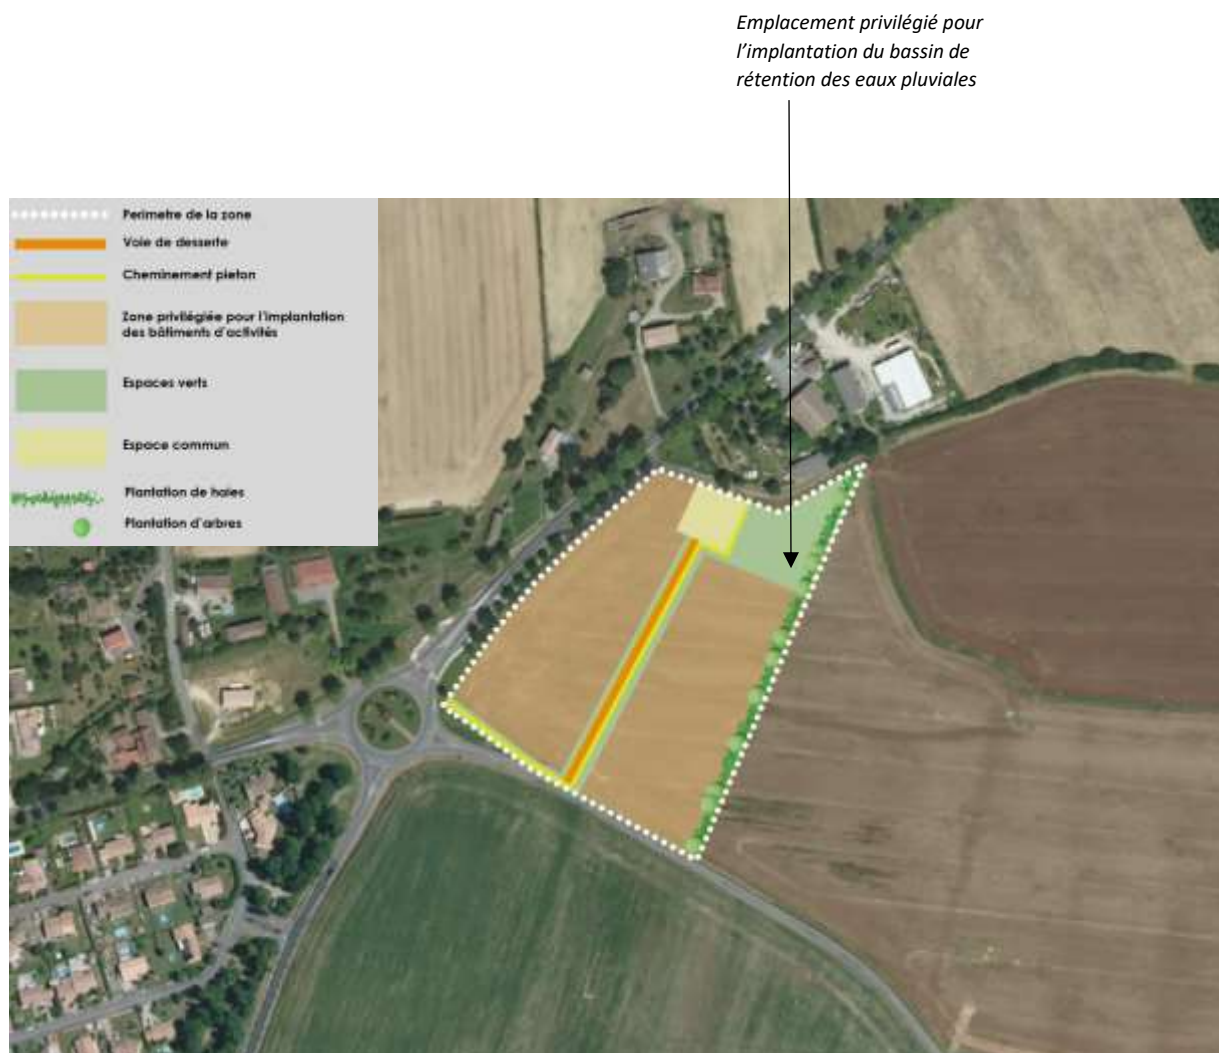 Emplacement privilégié pour
l’implantation du bassin de
rétention des eaux pluviales
Perimetre de la zone
Voie de desserte
Cheminement pieton
Zone privilégiée pour l'implantation
des bâtiments d'activités
Espaces verts
Espace commun
Plantation de haies
Plantation d'arbres